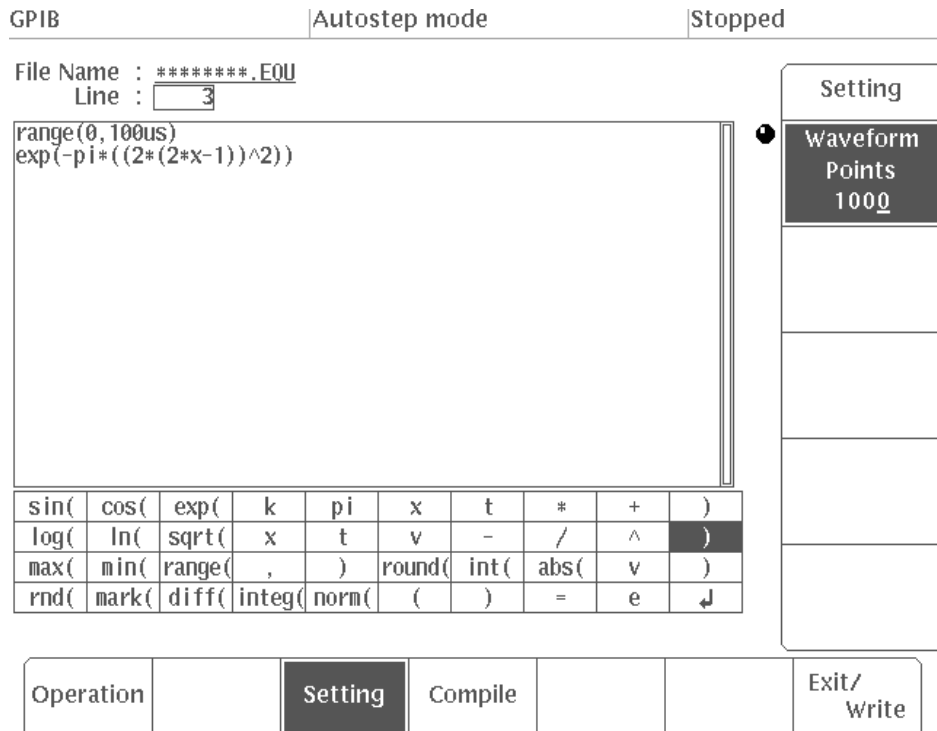 GPIB Autostep mode Stopped
File Name : ********.EQU
Line : 3
range(0,100us)
exp(-pi*((2*(2*x-1))^2))
Setting
Waveform
Points
1000
sin( cos( exp( k pi x t * + )
log( ln( sqrt( x t v - / ^ )
max( min( range( , ) round( int( abs( v )
rnd( mark( diff( integ( norm( ( ) = e ↲
Operation Setting Compile Exit/
Write